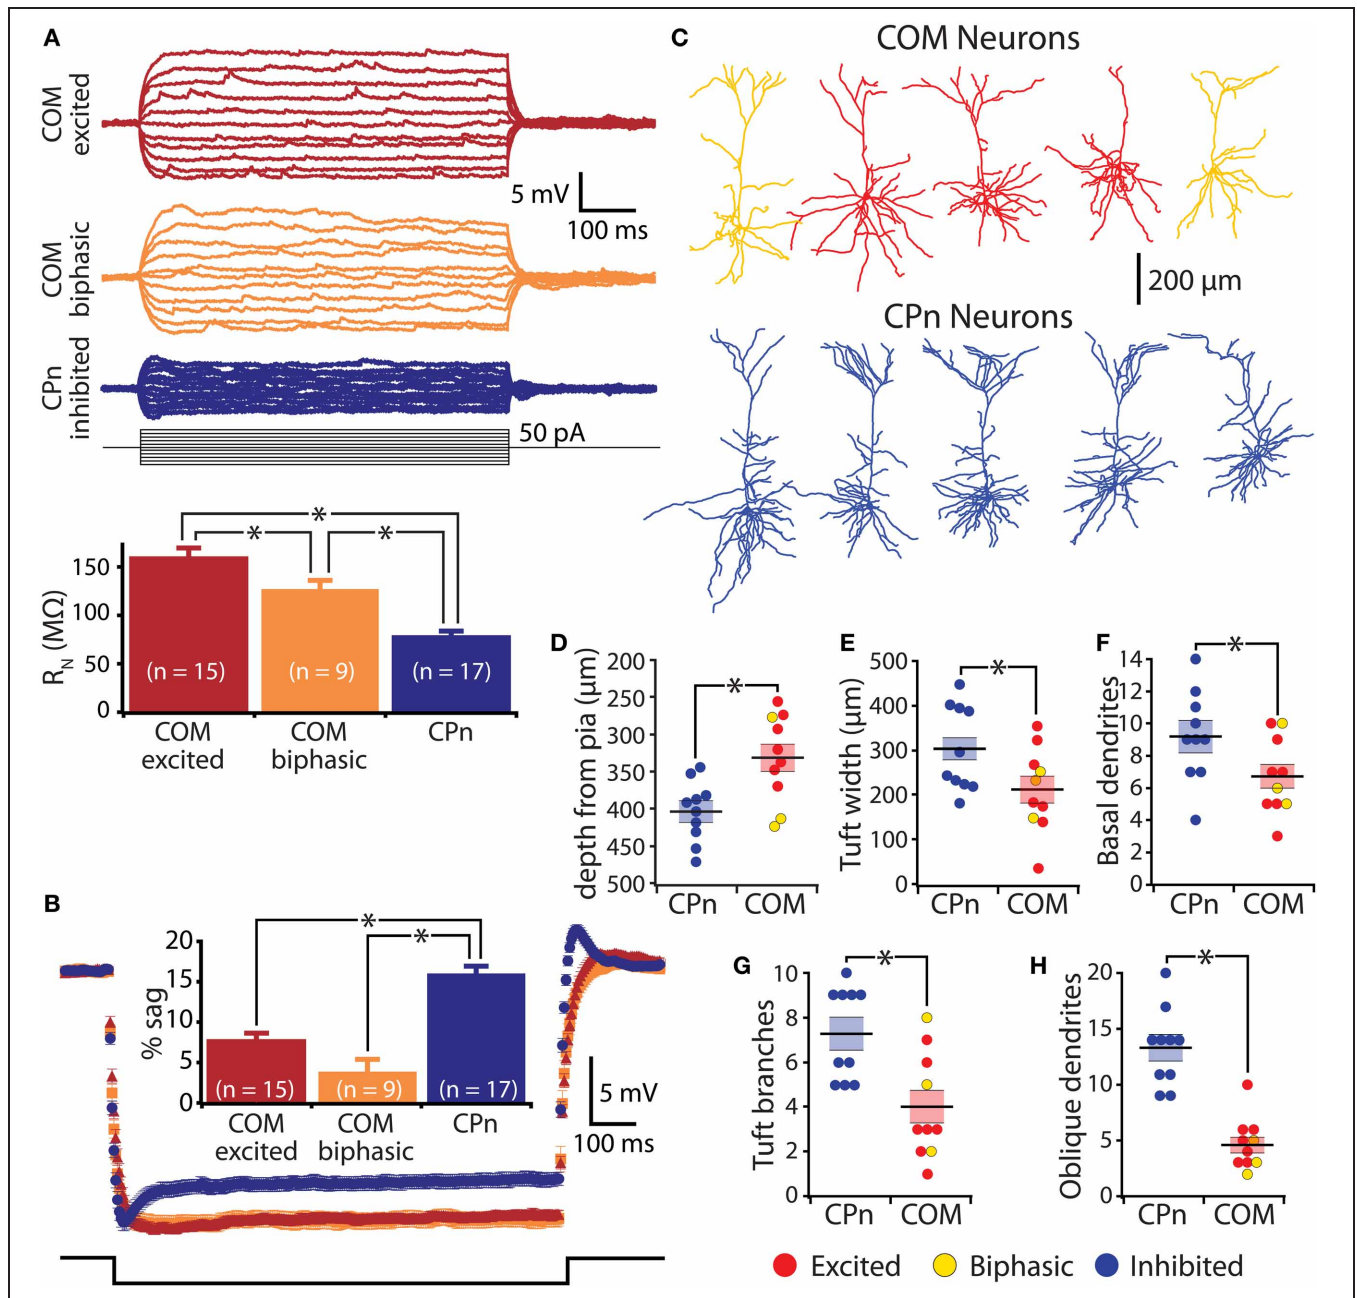 A
COM
excited
5 mV
100 ms
COM
biphasic
CPn
inhibited
50 pA
* * *
R_N (MΩ)
150
100
50
0
(n = 15)
(n = 9)
(n = 17)
COM
excited
COM
biphasic
CPn
B
% sag
20
15
10
5
0
* *
(n = 15)
(n = 9)
(n = 17)
COM
excited
COM
biphasic
CPn
5 mV
100 ms
C
COM Neurons
200 µm
CPn Neurons
D
depth from pia (µm)
200
250
300
350
400
450
500
*
CPn
COM
E
Tuft width (µm)
500
400
300
200
100
0
*
CPn
COM
F
Basal dendrites
14
12
10
8
6
4
2
0
*
CPn
COM
G
Tuft branches
10
8
6
4
2
0
*
CPn
COM
H
Oblique dendrites
20
15
10
5
0
*
CPn
COM
Excited
Biphasic
Inhibited